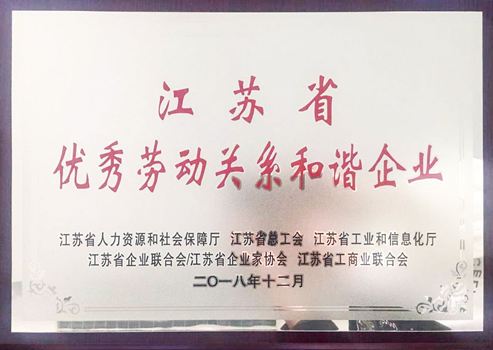 江苏省
优秀劳动关系和谐企业
江苏省人力资源和社会保障厅 江苏省总工会 江苏省工业和信息化厅
江苏省企业联合会/江苏省企业家协会 江苏省工商业联合会
二〇一八年十二月